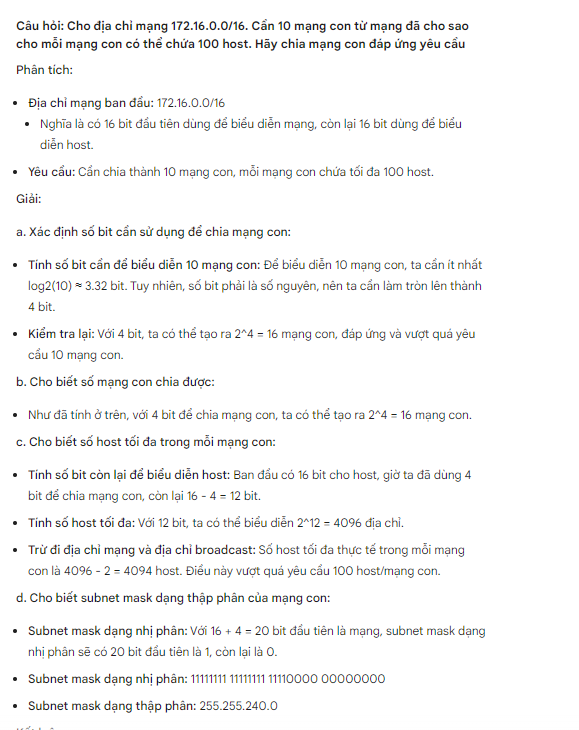 Câu hỏi: Cho địa chỉ mạng 172.16.0.0/16. Cần 10 mạng con từ mạng đã cho sao
cho mỗi mạng con có thể chứa 100 host. Hãy chia mạng con đáp ứng yêu cầu
Phân tích:
• Địa chỉ mạng ban đầu: 172.16.0.0/16
• Nghĩa là có 16 bit đầu tiên dùng để biểu diễn mạng, còn lại 16 bit dùng để biểu
diễn host.
• Yêu cầu: Cần chia thành 10 mạng con, mỗi mạng con chứa tối đa 100 host.
Giải:
a. Xác định số bit cần sử dụng để chia mạng con:
• Tính số bit cần để biểu diễn 10 mạng con: Để biểu diễn 10 mạng con, ta cần ít nhất
log2(10) ≈ 3.32 bit. Tuy nhiên, số bit phải là số nguyên, nên ta cần làm tròn lên thành
4 bit.
• Kiểm tra lại: Với 4 bit, ta có thể tạo ra 2^4 = 16 mạng con, đáp ứng và vượt quá yêu
cầu 10 mạng con.
b. Cho biết số mạng con chia được:
• Như đã tính ở trên, với 4 bit để chia mạng con, ta có thể tạo ra 2^4 = 16 mạng con.
c. Cho biết số host tối đa trong mỗi mạng con:
• Tính số bit còn lại để biểu diễn host: Ban đầu có 16 bit cho host, giờ ta đã dùng 4
bit để chia mạng con, còn lại 16 - 4 = 12 bit.
• Tính số host tối đa: Với 12 bit, ta có thể biểu diễn 2^12 = 4096 địa chỉ.
• Trừ đi địa chỉ mạng và địa chỉ broadcast: Số host tối đa thực tế trong mỗi mạng
con là 4096 - 2 = 4094 host. Điều này vượt quá yêu cầu 100 host/mạng con.
d. Cho biết subnet mask dạng thập phân của mạng con:
• Subnet mask dạng nhị phân: Với 16 + 4 = 20 bit đầu tiên là mạng, subnet mask dạng
nhị phân sẽ có 20 bit đầu tiên là 1, còn lại là 0.
• Subnet mask dạng nhị phân: 11111111 11111111 11110000 00000000
• Subnet mask dạng thập phân: 255.255.240.0